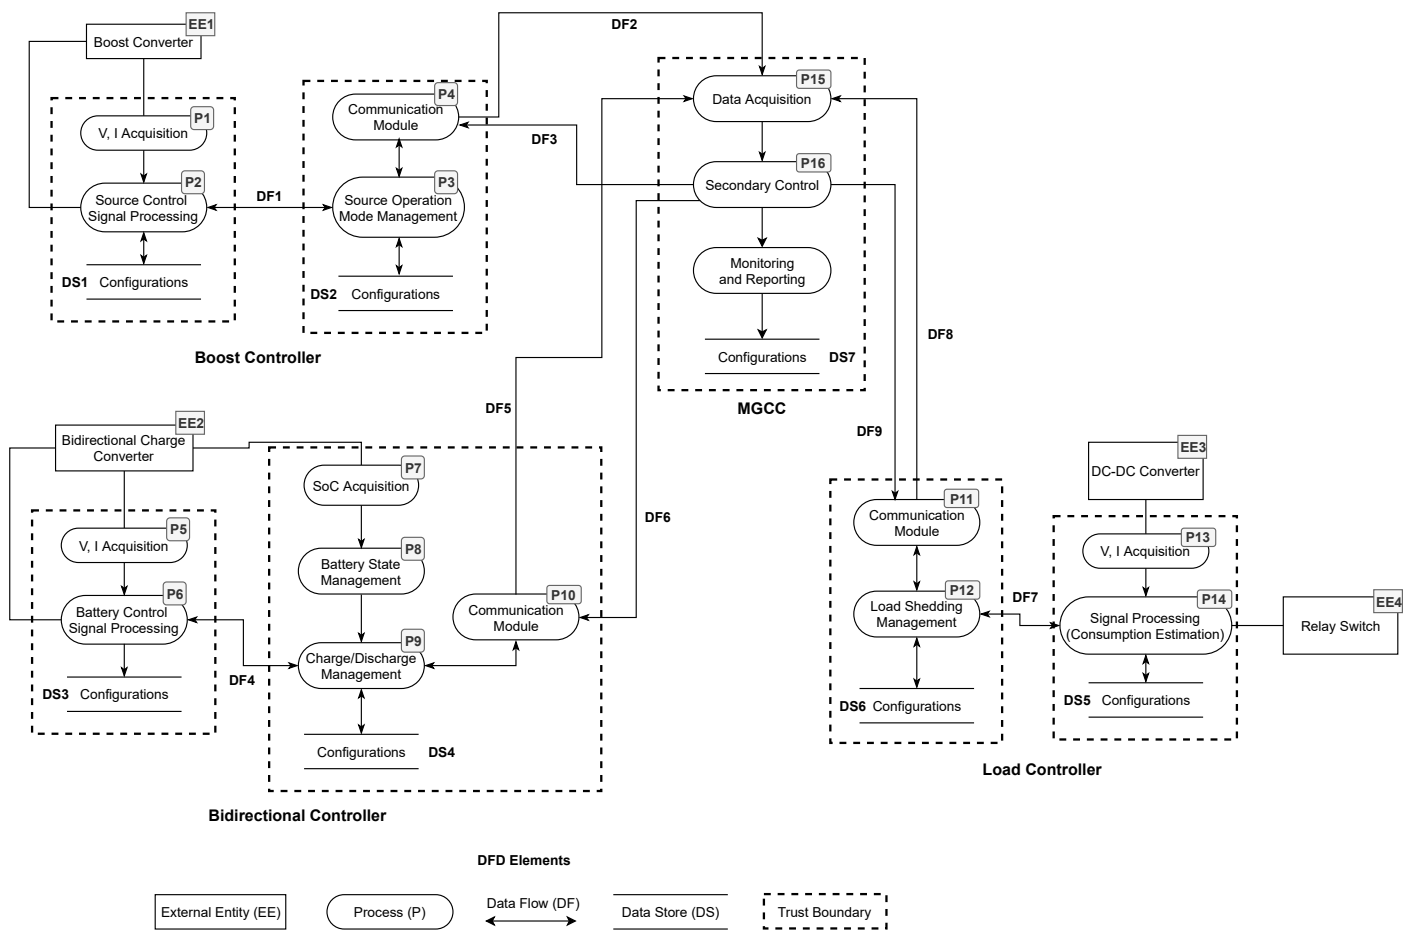 EE1
Boost Converter
P1
V, I Acquisition
P2
Source Control
Signal Processing
DS1
Configurations
DF1
P4
Communication
Module
P3
Source Operation
Mode Management
DS2
Configurations
Boost Controller
DF2
DF3
P15
Data Acquisition
P16
Secondary Control
Monitoring
and Reporting
Configurations
DS7
MGCC
DF8
DF5
DF9
DF6
EE2
Bidirectional Charge
Converter
P5
V, I Acquisition
P6
Battery Control
Signal Processing
DS3
Configurations
DF4
P7
SoC Acquisition
P8
Battery State
Management
P9
Charge/Discharge
Management
P10
Communication
Module
Configurations
DS4
Bidirectional Controller
P11
Communication
Module
P12
Load Shedding
Management
DS6
Configurations
DF7
EE3
DC-DC Converter
P13
V, I Acquisition
P14
Signal Processing
(Consumption Estimation)
DS5
Configurations
EE4
Relay Switch
Load Controller
DFD Elements
External Entity (EE)
Process (P)
Data Flow (DF)
Data Store (DS)
Trust Boundary